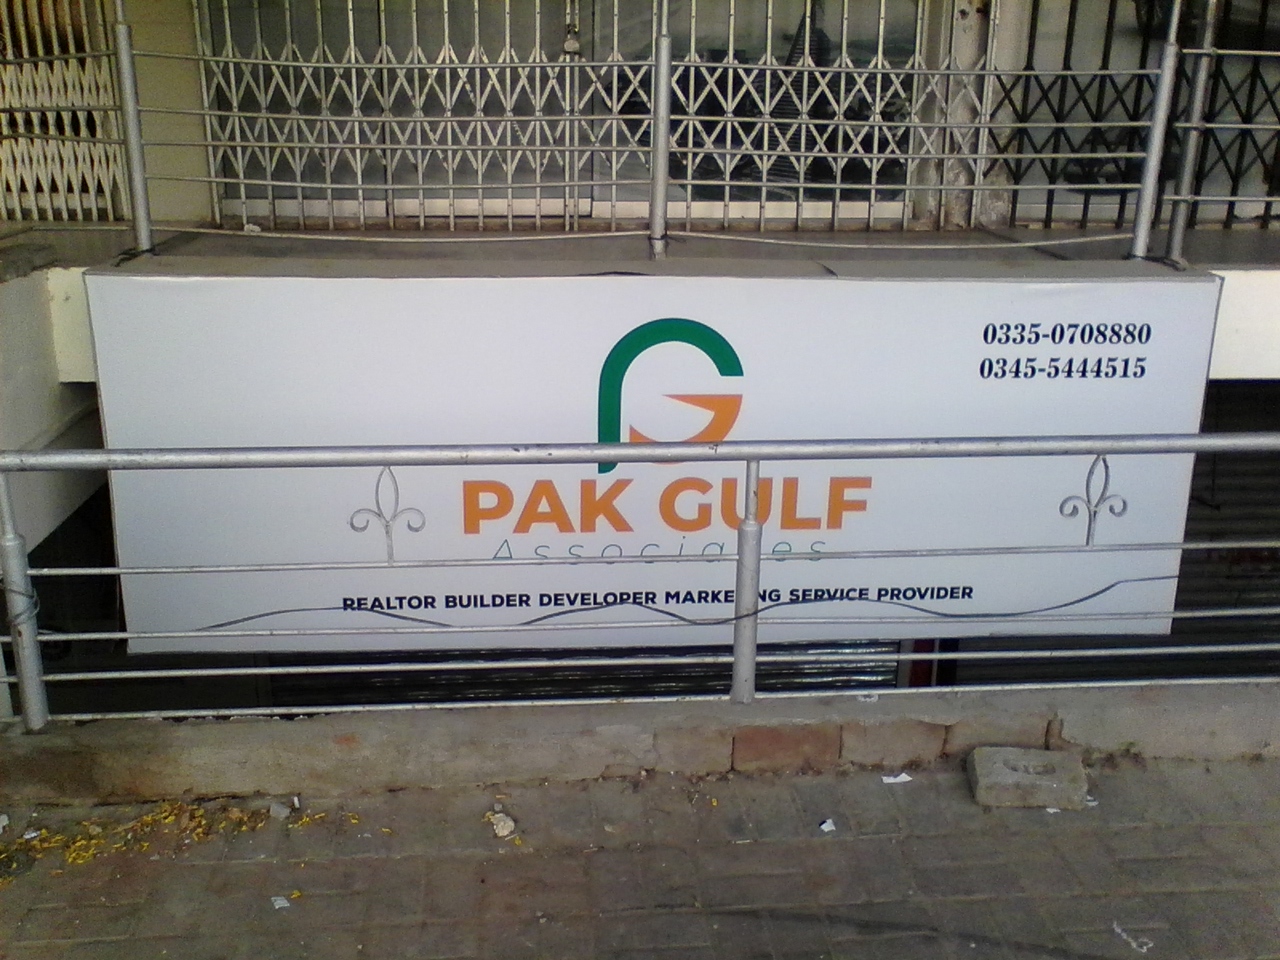 0335-0708880
0345-5444515
PAK GULF
Associates
REALTOR BUILDER DEVELOPER MARKETING SERVICE PROVIDER